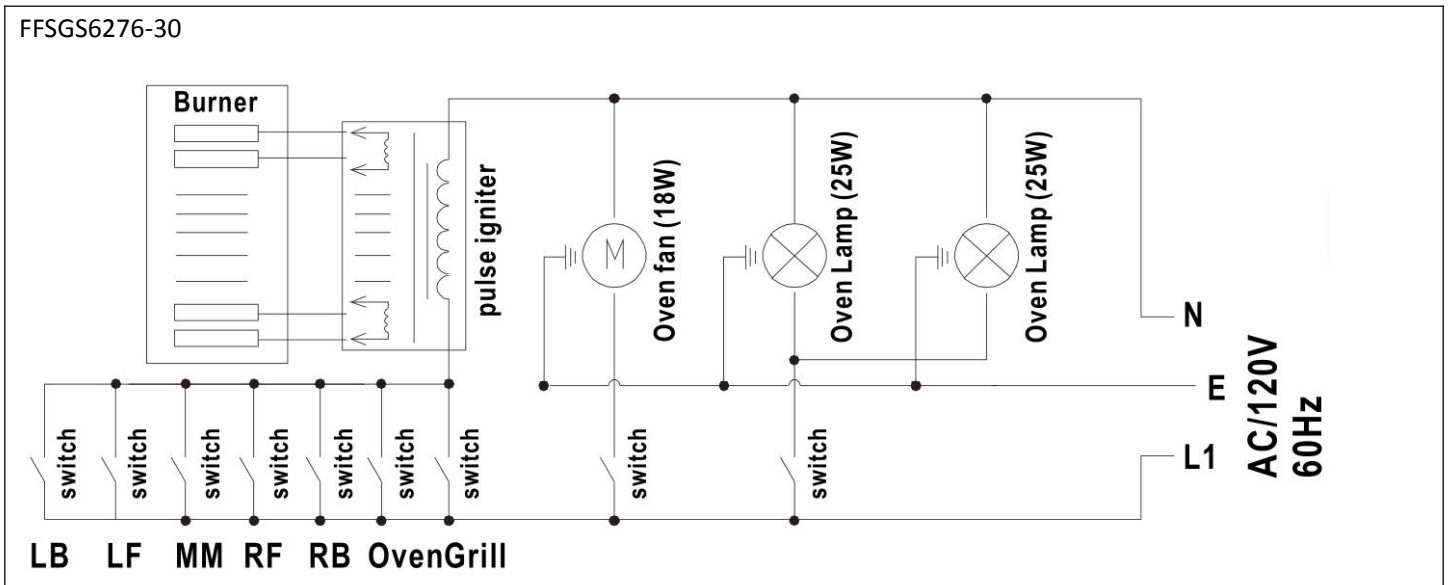 FFSGS6276-30
Burner
pulse igniter
M
Oven fan (18W)
Oven Lamp (25W)
Oven Lamp (25W)
N
E
L1
AC/120V
60Hz
switch
switch
switch
switch
switch
switch
switch
switch
switch
LB LF MM RF RB OvenGrill